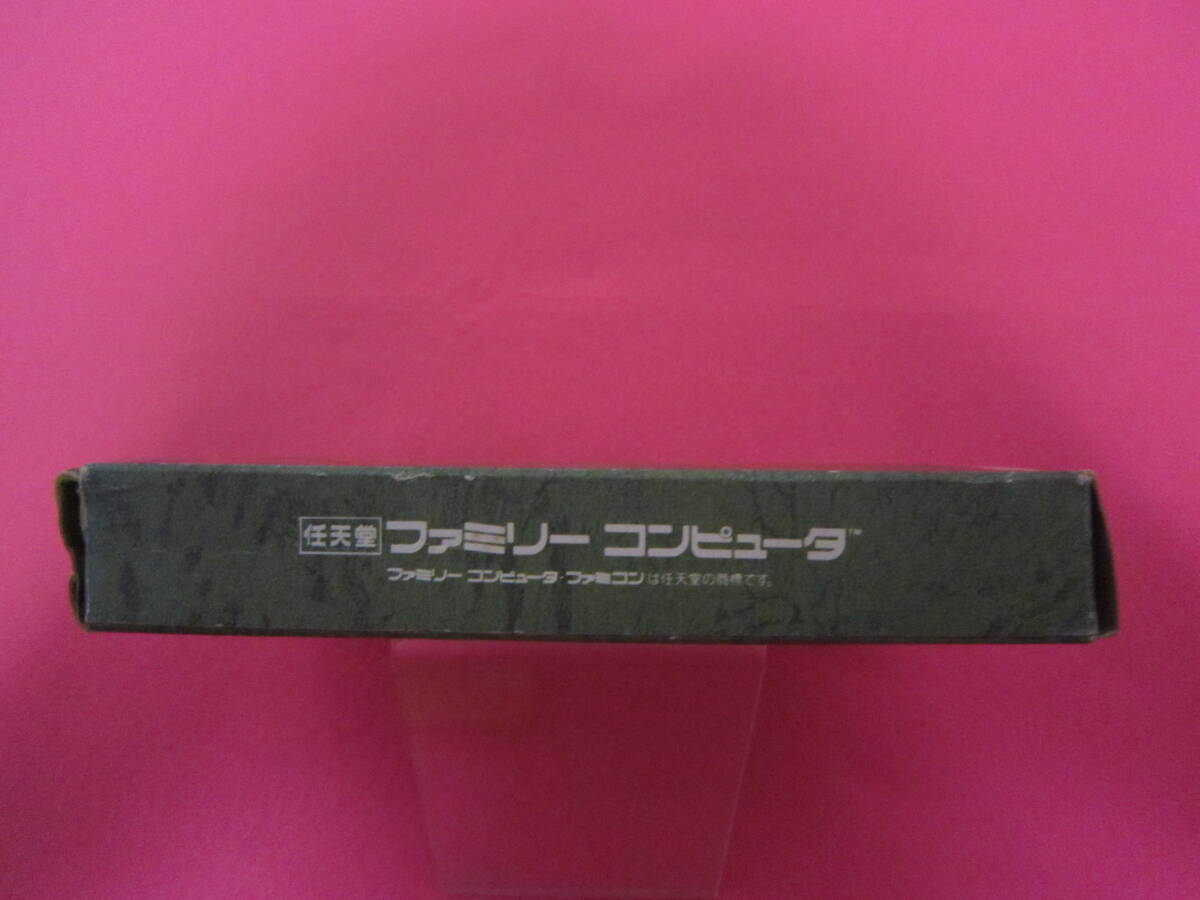 任天堂 ファミリー コンピュータ™
ファミリー コンピュータ・ファミコンは任天堂の商標です。